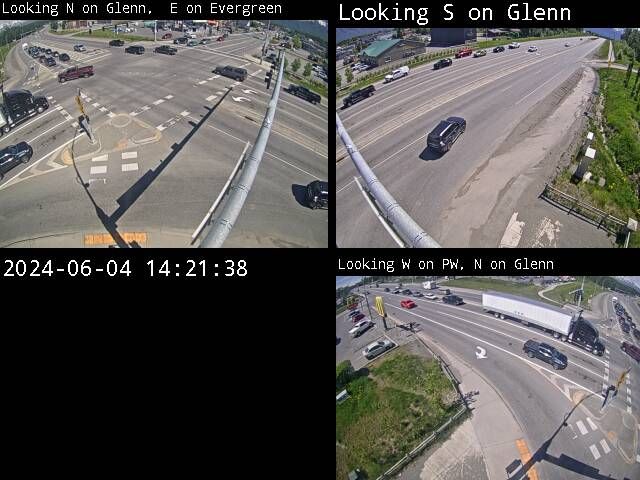 Looking N on Glenn,  E on Evergreen
Looking S on Glenn
2024-06-04 14:21:38
Looking W on PW, N on Glenn